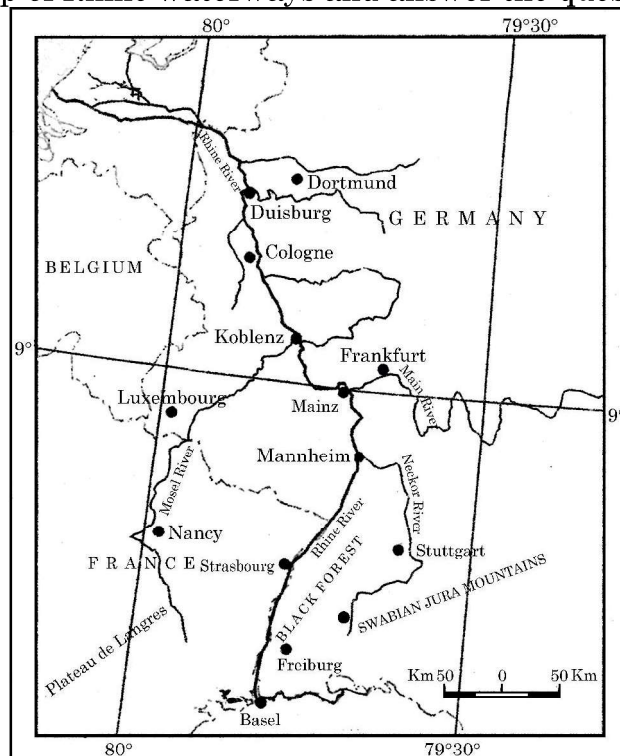 80°
79°30'
Rhine River
Dortmund
Duisburg
GERMANY
Cologne
BELGIUM
Koblenz
9°
Frankfurt
Luxembourg
Mainz
Main River
9°
Mannheim
Mosel River
Neckor River
Nancy
Rhine River
FRANCE
Strasbourg
Stuttgart
BLACK FOREST
SWABIAN JURA MOUNTAINS
Plateau de Langres
Freiburg
Km 50 0 50 Km
Basel
80°
79°30'